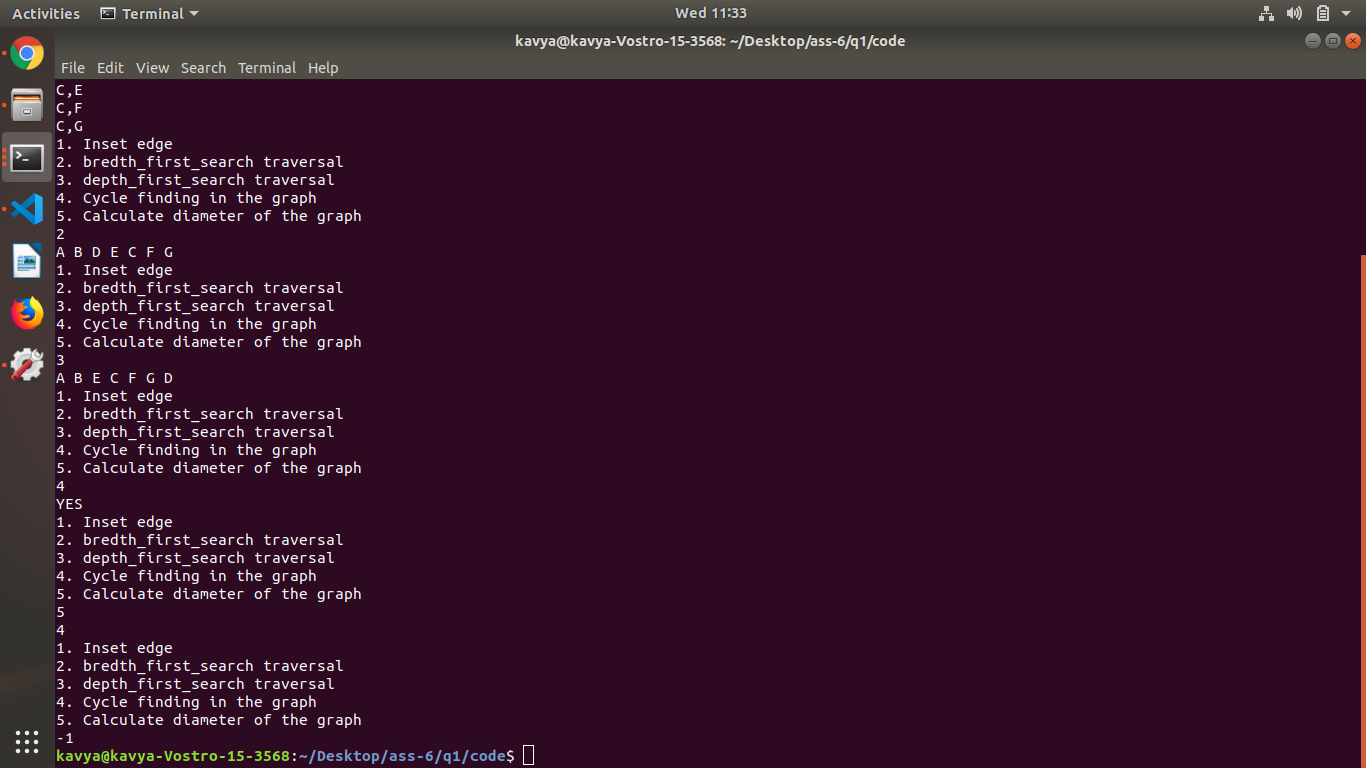 Activities Terminal Wed 11:33
kavya@kavya-Vostro-15-3568: ~/Desktop/ass-6/q1/code
File Edit View Search Terminal Help
C,E
C,F
C,G
1. Inset edge
2. bredth_first_search traversal
3. depth_first_search traversal
4. Cycle finding in the graph
5. Calculate diameter of the graph
2
A B D E C F G
1. Inset edge
2. bredth_first_search traversal
3. depth_first_search traversal
4. Cycle finding in the graph
5. Calculate diameter of the graph
3
A B E C F G D
1. Inset edge
2. bredth_first_search traversal
3. depth_first_search traversal
4. Cycle finding in the graph
5. Calculate diameter of the graph
4
YES
1. Inset edge
2. bredth_first_search traversal
3. depth_first_search traversal
4. Cycle finding in the graph
5. Calculate diameter of the graph
5
4
1. Inset edge
2. bredth_first_search traversal
3. depth_first_search traversal
4. Cycle finding in the graph
5. Calculate diameter of the graph
-1
kavya@kavya-Vostro-15-3568:~/Desktop/ass-6/q1/code$